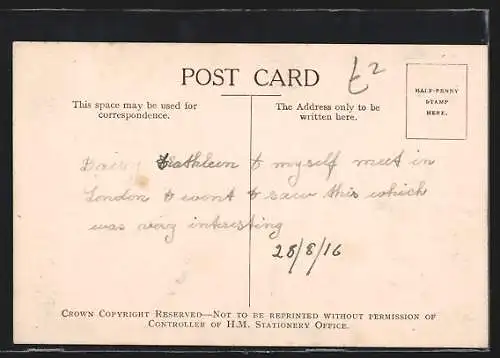 POST CARD
£2
HALF-PENNY
STAMP
HERE.
This space may be used for
correspondence.
The Address only to be
written here.
Kathleen & myself meet in
London & went & saw this which
was very interesting
28/8/16
CROWN COPYRIGHT RESERVED—NOT TO BE REPRINTED WITHOUT PERMISSION OF
CONTROLLER OF H.M. STATIONERY OFFICE.